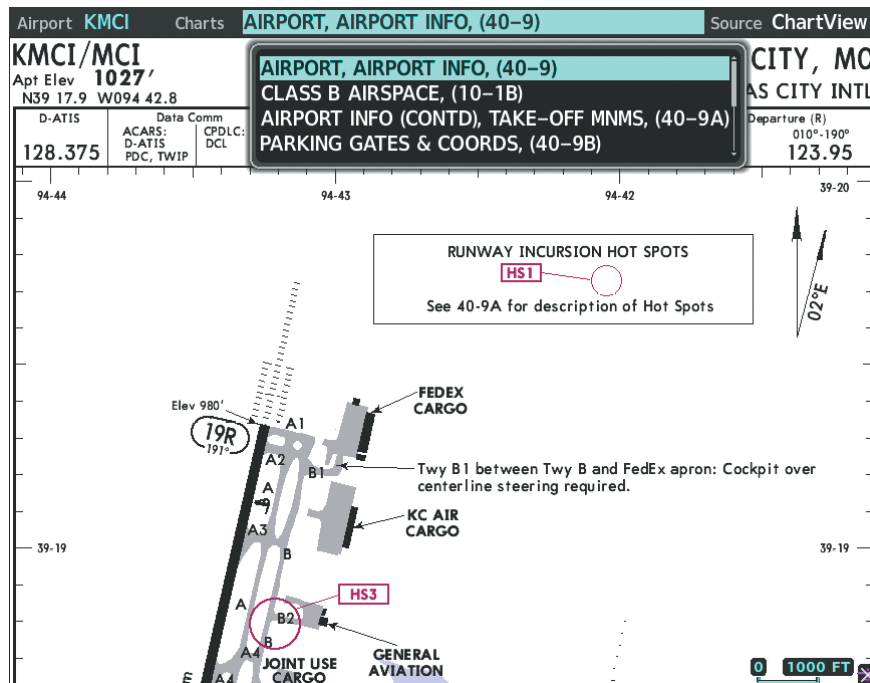 Airport KMCI Charts AIRPORT, AIRPORT INFO, (40-9) Source ChartView
KMCI/MCI
Apt Elev 1027'
N39 17.9 W094 42.8
AIRPORT, AIRPORT INFO, (40-9)
CLASS B AIRSPACE, (10-1B)
AIRPORT INFO (CONTD), TAKE-OFF MNMS, (40-9A)
PARKING GATES & COORDS, (40-9B)
CITY, MO
AS CITY INTL
D-ATIS
128.375
Data Comm
ACARS:
D-ATIS
PDC, TWIP
CPDLC:
DCL
Departure (R)
010°-190°
123.95
94-44
94-43
94-42
39-20
RUNWAY INCURSION HOT SPOTS
HS1
See 40-9A for description of Hot Spots
02°E
FEDEX
CARGO
Elev 980'
19R
191°
A1
A2
B1
Twy B1 between Twy B and FedEx apron: Cockpit over
centerline steering required.
A
KC AIR
CARGO
A3
39-19
B
39-19
HS3
A
B2
B
A4
JOINT USE
CARGO
GENERAL
AVIATION
A4
m
0 1000 FT